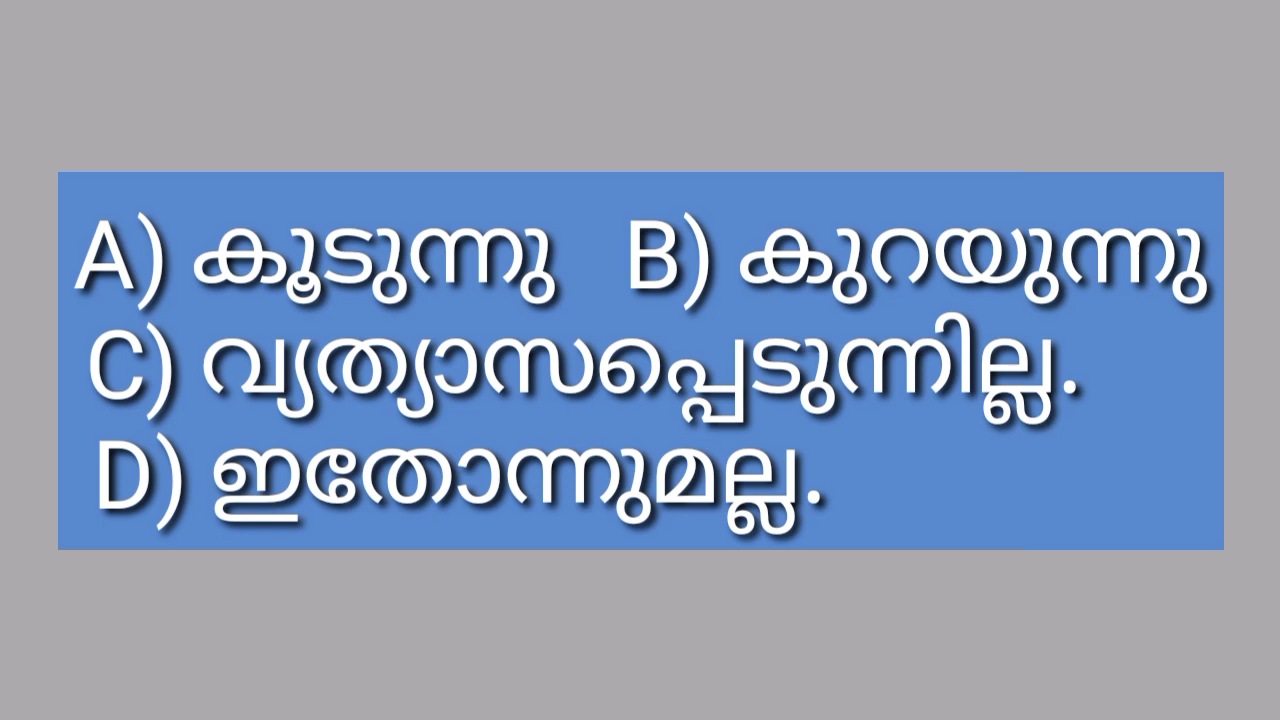 A) കൂടുന്നു B) കുറയുന്നു
C) വ്യത്യാസപ്പെടുന്നില്ല.
D) ഇതോന്നുമല്ല.